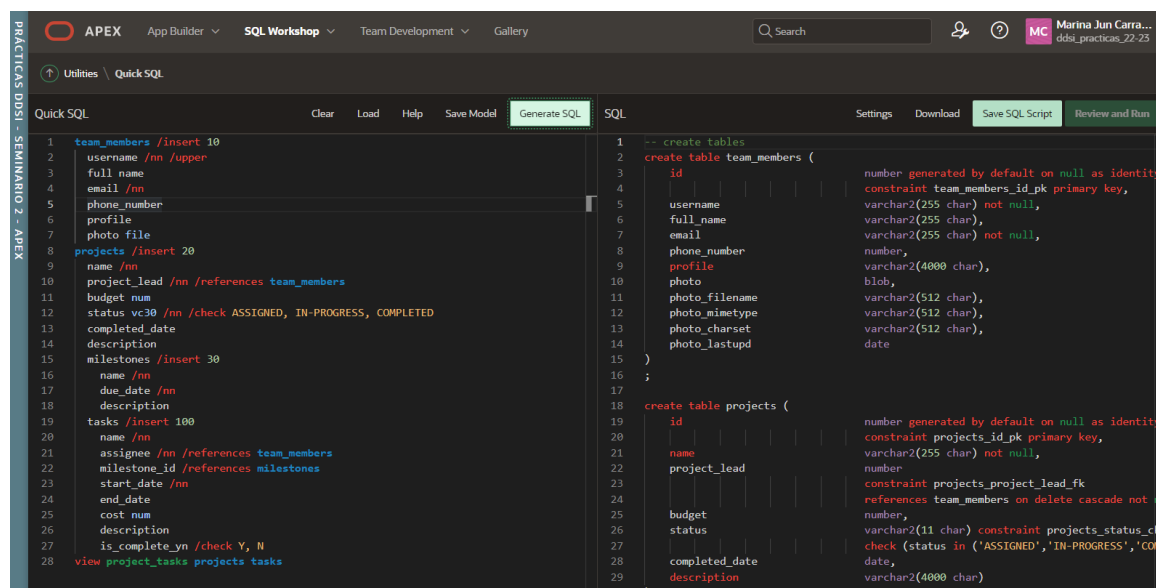 PRÁCTICAS DDSI - SEMINARIO 2 - APEX
APEX App Builder SQL Workshop Team Development Gallery Search MC Marina Jun Carra...
ddsi_practicas_22-23
Utilities \ Quick SQL
Quick SQL Clear Load Help Save Model Generate SQL
1 team_members /insert 10
2 username /nn /upper
3 full name
4 email /nn
5 phone_number
6 profile
7 photo file
8 projects /insert 20
9 name /nn
10 project_lead /nn /references team_members
11 budget num
12 status vc30 /nn /check ASSIGNED, IN-PROGRESS, COMPLETED
13 completed_date
14 description
15 milestones /insert 30
16 name /nn
17 due_date /nn
18 description
19 tasks /insert 100
20 name /nn
21 assignee /nn /references team_members
22 milestone_id /references milestones
23 start_date /nn
24 end_date
25 cost num
26 description
27 is_complete_yn /check Y, N
28 view project_tasks projects tasks
SQL Settings Download Save SQL Script Review and Run
1 -- create tables
2 create table team_members (
3 id number generated by default on null as identity
4 constraint team_members_id_pk primary key,
5 username varchar2(255 char) not null,
6 full_name varchar2(255 char),
7 email varchar2(255 char) not null,
8 phone_number number,
9 profile varchar2(4000 char),
10 photo blob,
11 photo_filename varchar2(512 char),
12 photo_mimetype varchar2(512 char),
13 photo_charset varchar2(512 char),
14 photo_lastupd date
15 )
16 ;
17
18 create table projects (
19 id number generated by default on null as identity
20 constraint projects_id_pk primary key,
21 name varchar2(255 char) not null,
22 project_lead number
23 constraint projects_project_lead_fk
24 references team_members on delete cascade not
25 budget number,
26 status varchar2(11 char) constraint projects_status_c
27 check (status in ('ASSIGNED','IN-PROGRESS','CO
28 completed_date date,
29 description varchar2(4000 char)